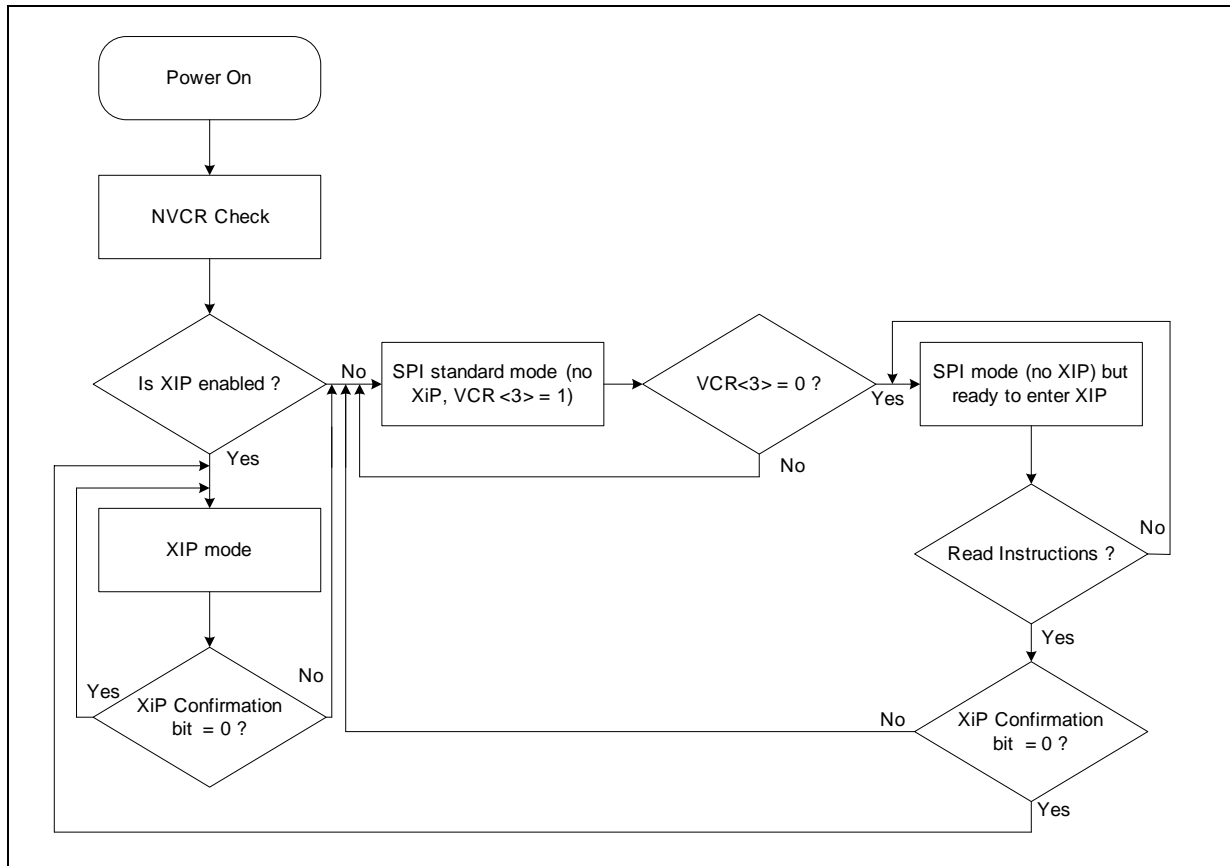 Power On
NVCR Check
Is XIP enabled ?
No
SPI standard mode (no
XiP, VCR <3> = 1)
VCR<3> = 0 ?
Yes
SPI mode (no XIP) but
ready to enter XIP
No
Yes
XIP mode
Read Instructions ?
No
Yes
Yes
XiP Confirmation
bit = 0 ?
No
No
XiP Confirmation
bit = 0 ?
Yes